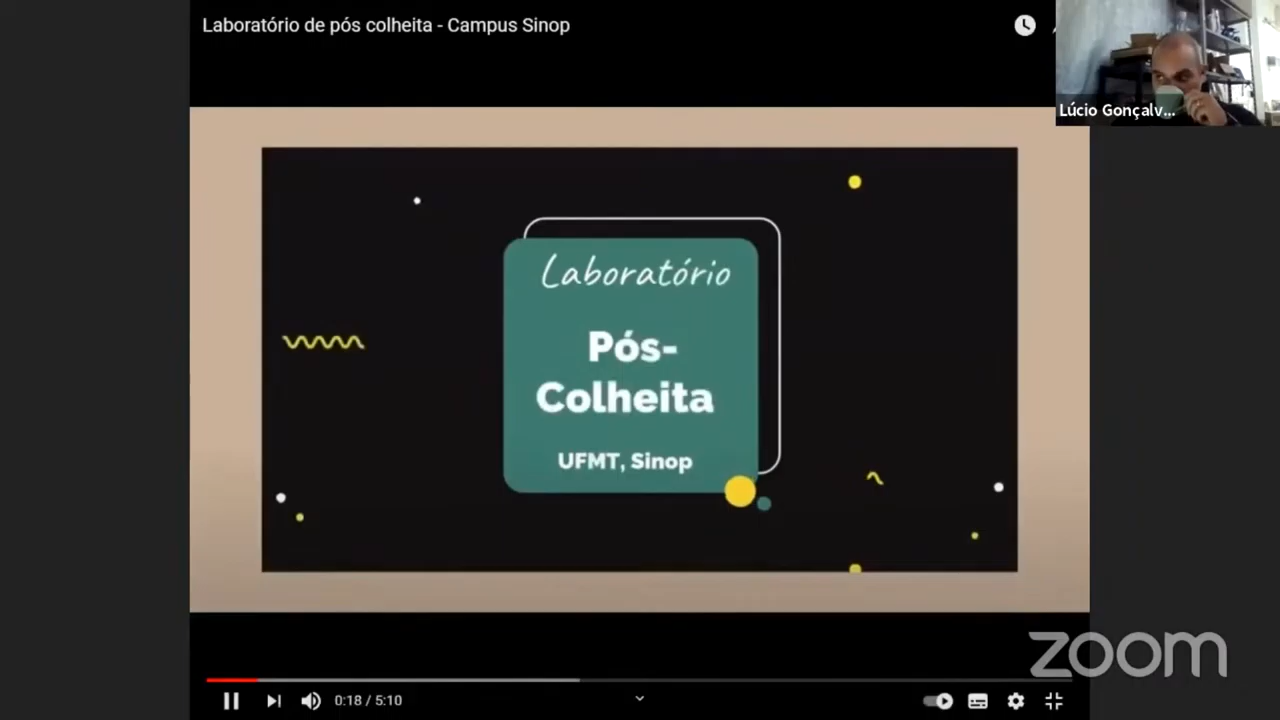 Laboratório de pós colheita - Campus Sinop
Lúcio Gonçalv...
Laboratório
Pós-
Colheita
UFMT, Sinop
zoom
0:18 / 5:10